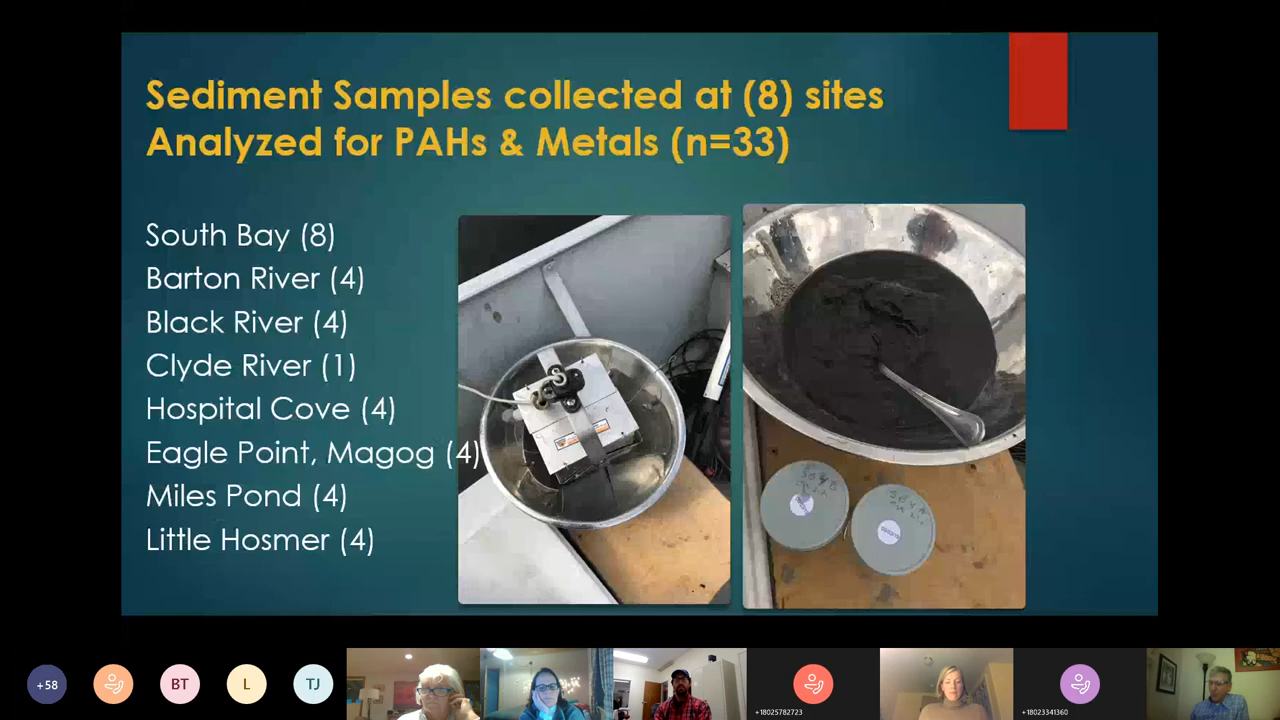 Sediment Samples collected at (8) sites
Analyzed for PAHs & Metals (n=33)
South Bay (8)
Barton River (4)
Black River (4)
Clyde River (1)
Hospital Cove (4)
Eagle Point, Magog (4)
Miles Pond (4)
Little Hosmer (4)
+58
BT
L
TJ
+18025782723
+18023341360